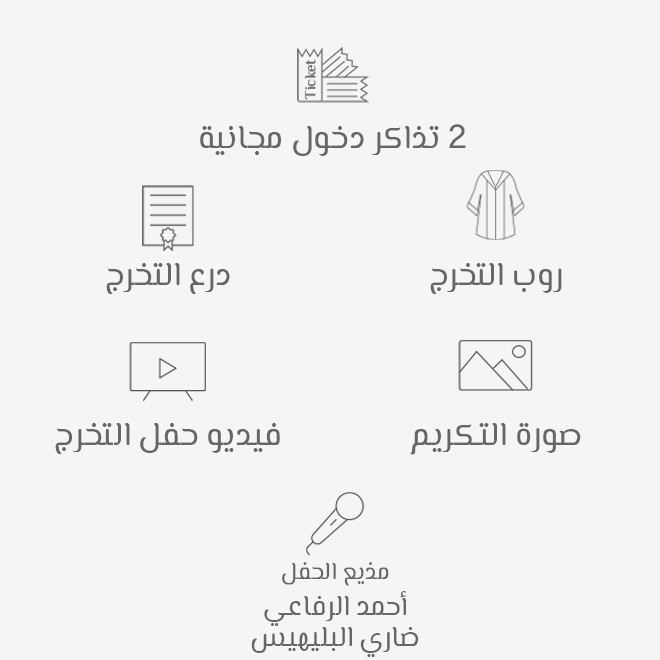 Ticket
2 تذاكر دخول مجانية
روب التخرج
درع التخرج
صورة التكريم
فيديو حفل التخرج
مذيع الحفل
أحمد الرفاعي
ضاري البليهيس